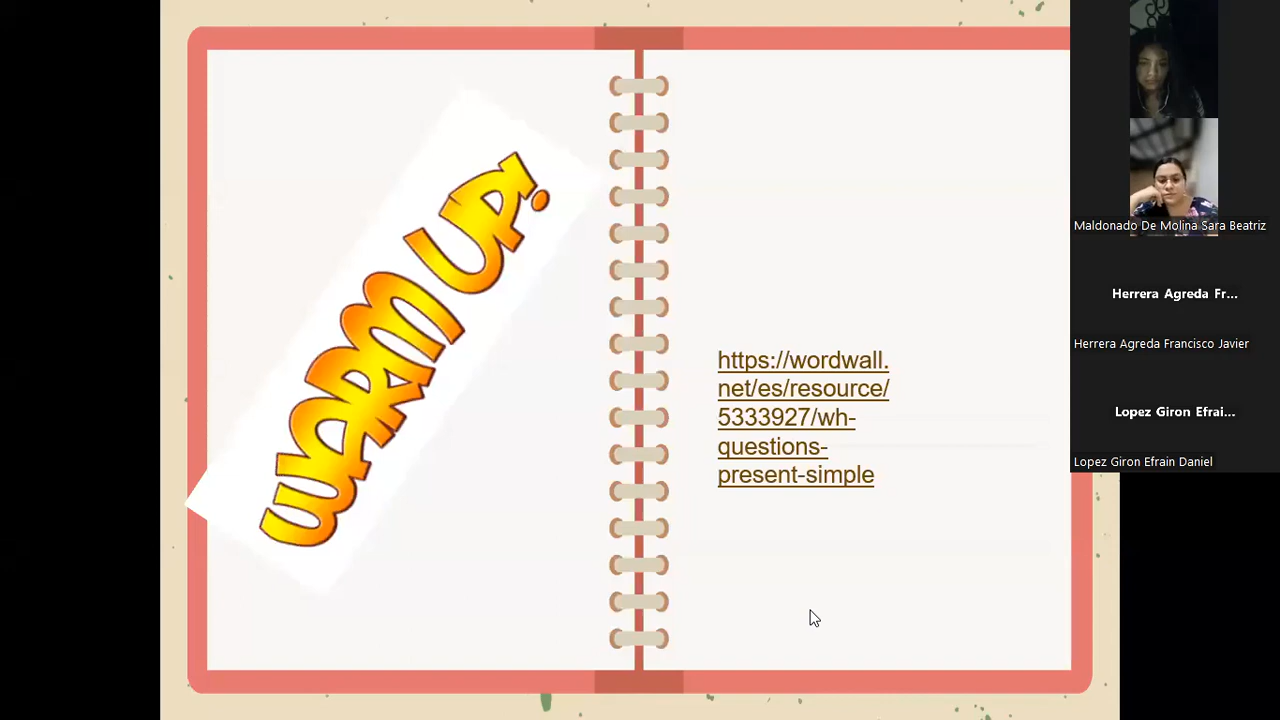 WARM UP!
https://wordwall.
net/es/resource/
5333927/wh-
questions-
present-simple
Maldonado De Molina Sara Beatriz
Herrera Agreda Fr...
Herrera Agreda Francisco Javier
Lopez Giron Efrai...
Lopez Giron Efrain Daniel